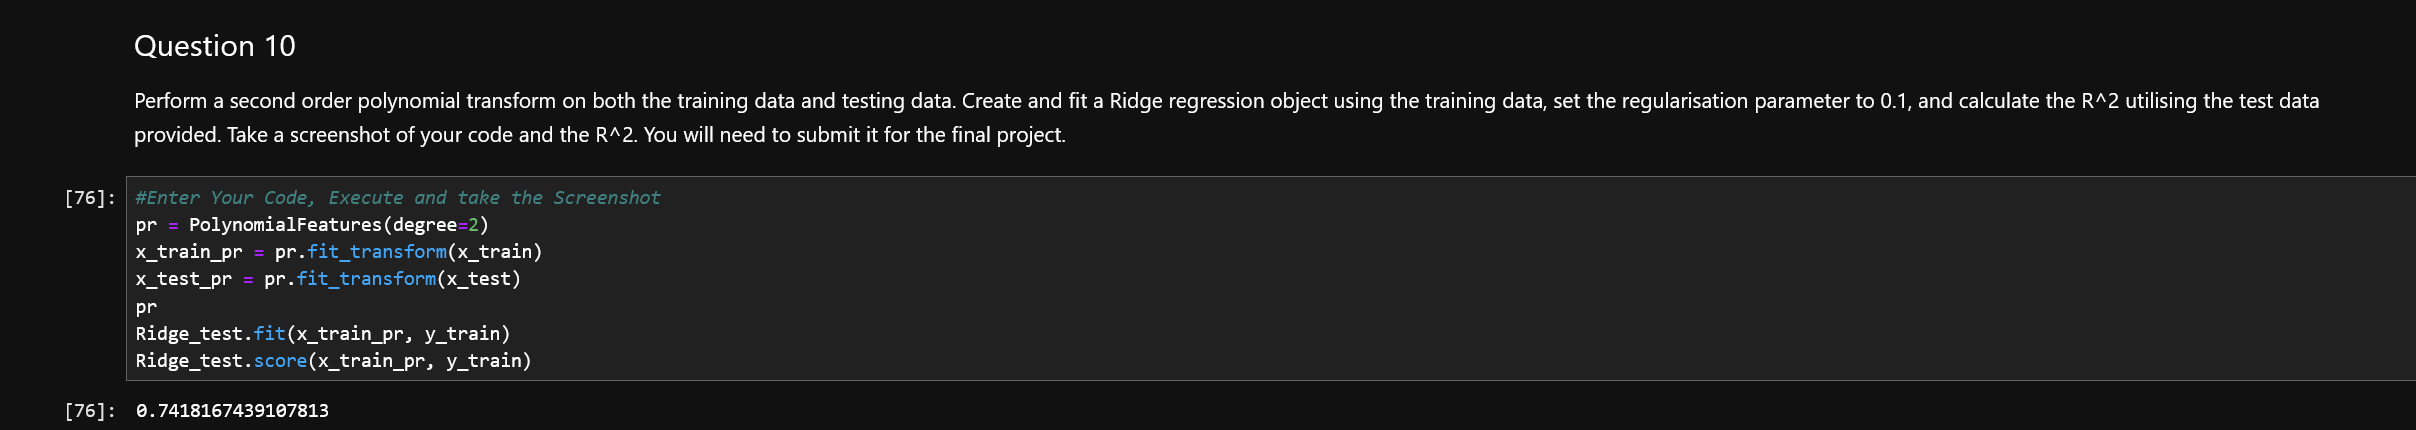 Question 10
Perform a second order polynomial transform on both the training data and testing data. Create and fit a Ridge regression object using the training data, set the regularisation parameter to 0.1, and calculate the R^2 utilising the test data
provided. Take a screenshot of your code and the R^2. You will need to submit it for the final project.
[76]: #Enter Your Code, Execute and take the Screenshot
pr = PolynomialFeatures(degree=2)
x_train_pr = pr.fit_transform(x_train)
x_test_pr = pr.fit_transform(x_test)
pr
Ridge_test.fit(x_train_pr, y_train)
Ridge_test.score(x_train_pr, y_train)
[76]: 0.7418167439107813